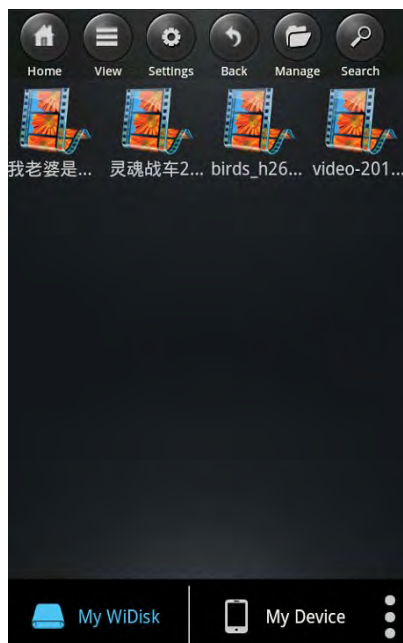 Home View Settings Back Manage Search
我老婆是... 灵魂战车2... birds_h26... video-201...
My WiDisk My Device